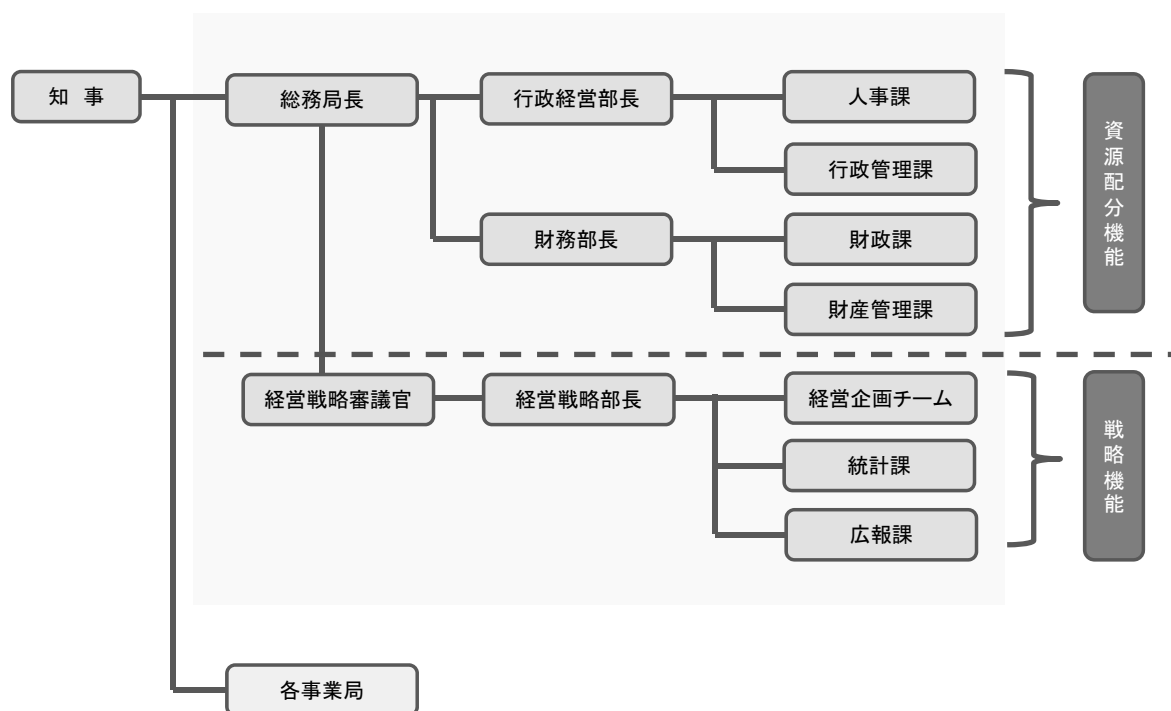 知 事
総務局長
行政経営部長
人事課
行政管理課
財務部長
財政課
財産管理課
資源配分機能
経営戦略審議官
経営戦略部長
経営企画チーム
統計課
広報課
戦略機能
各事業局